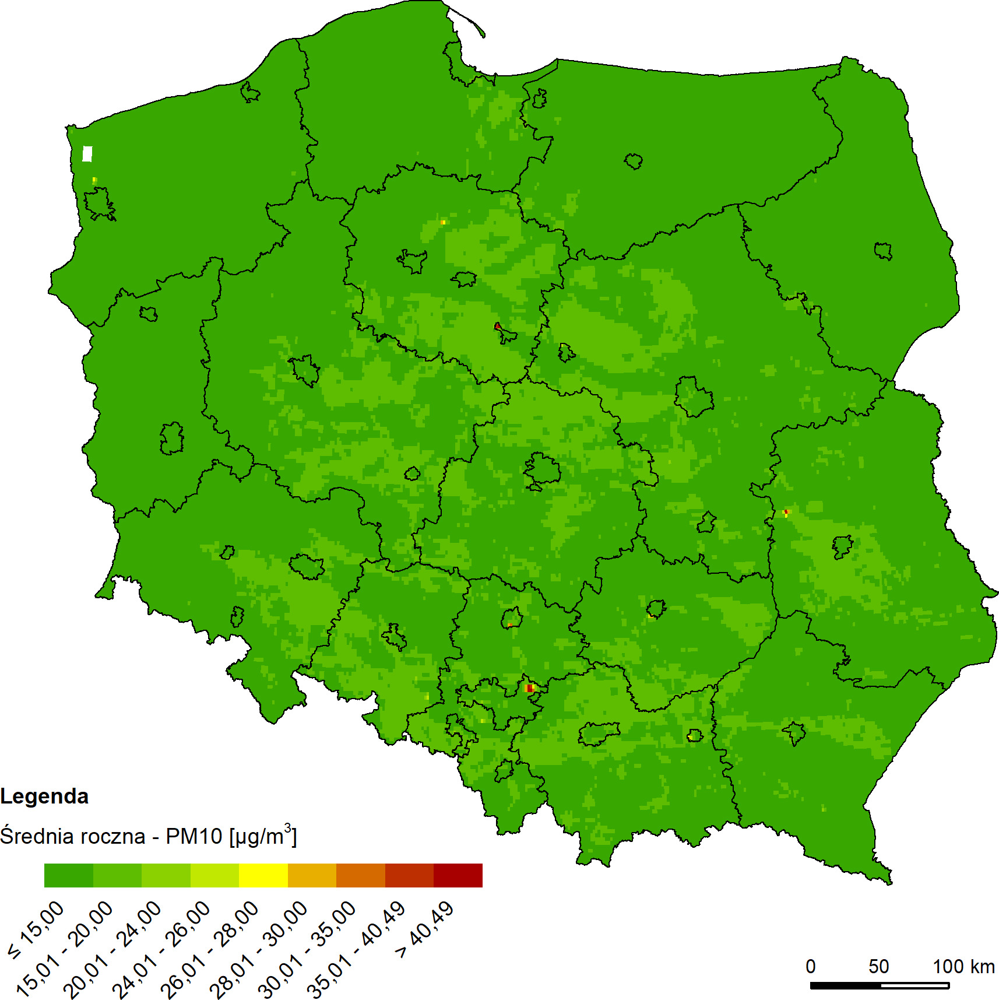 Legenda
Średnia roczna - PM10 [µg/m³]
≤ 15,00
15,01 - 20,00
20,01 - 24,00
24,01 - 26,00
26,01 - 28,00
28,01 - 30,00
30,01 - 35,00
35,01 - 40,49
> 40,49
0 50 100 km